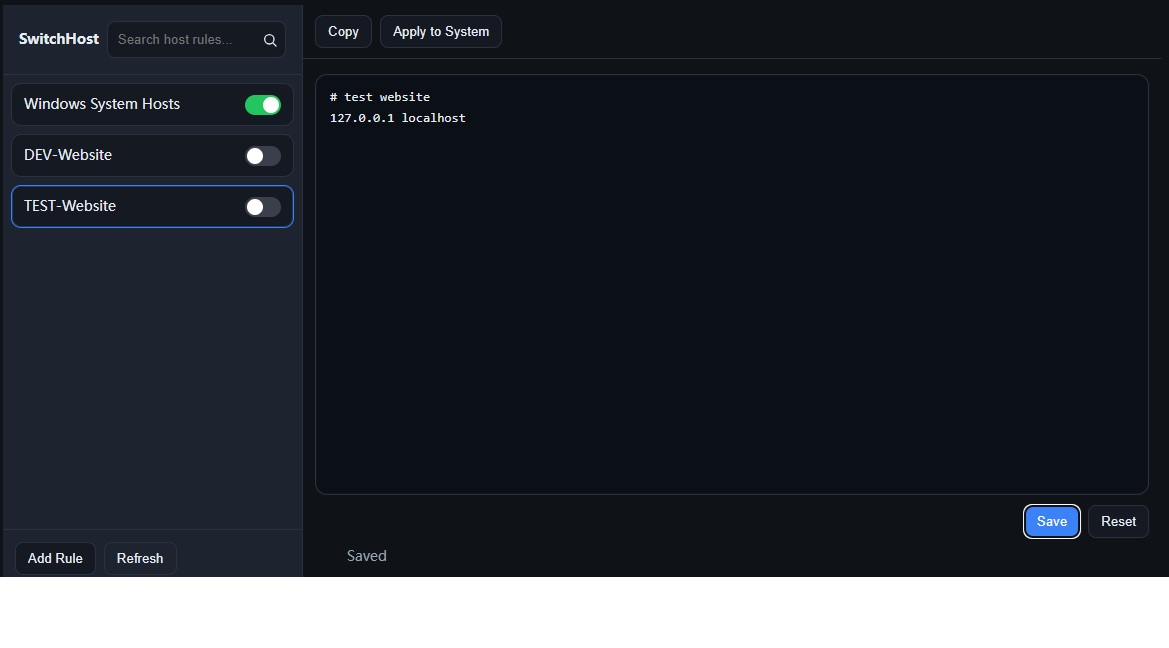 SwitchHost
Search host rules...
Windows System Hosts
DEV-Website
TEST-Website
Add Rule
Refresh
Copy
Apply to System
# test website
127.0.0.1 localhost
Save
Reset
Saved